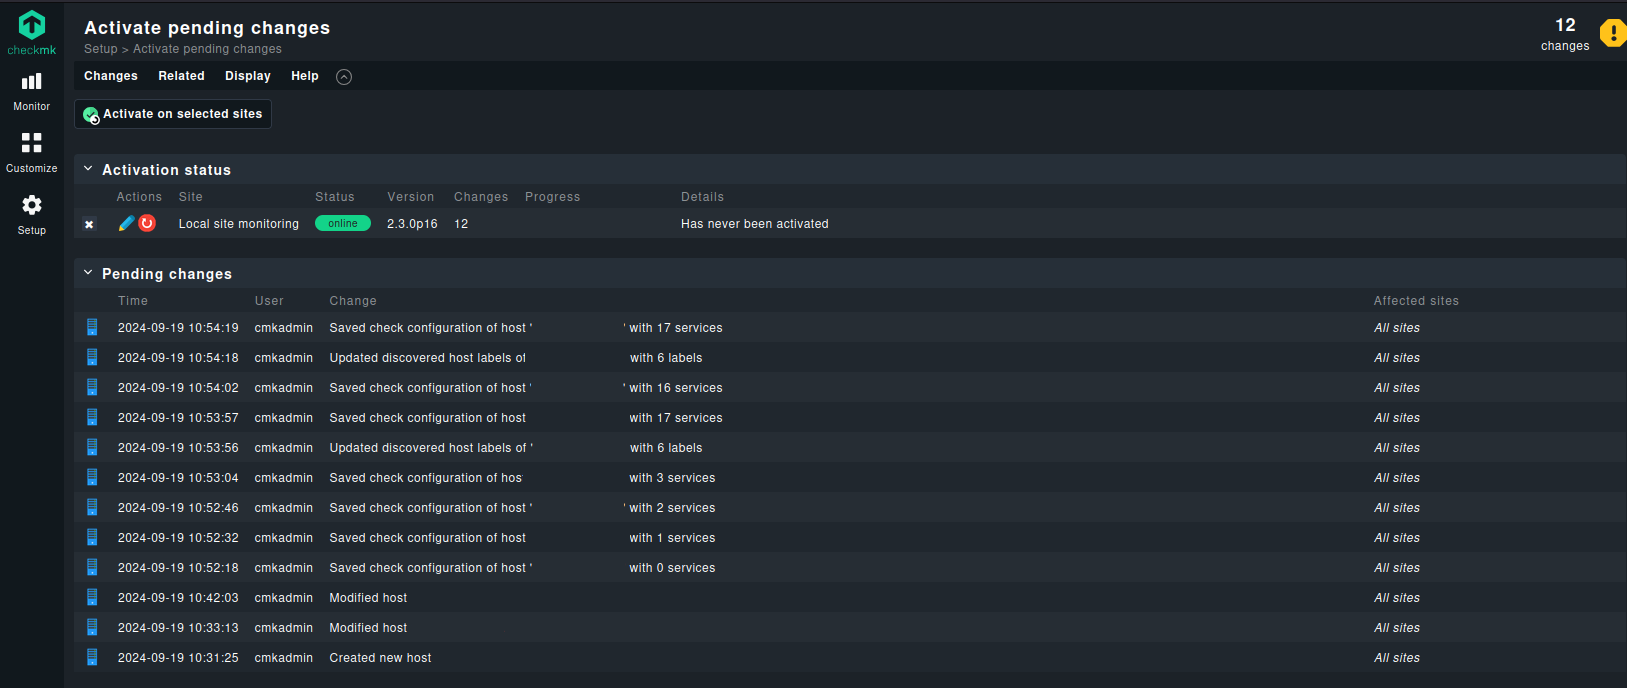 checkmk
Monitor
Customize
Setup
Activate pending changes
Setup > Activate pending changes
12
changes
Changes Related Display Help
Activate on selected sites
Activation status
Actions Site Status Version Changes Progress Details
Local site monitoring online 2.3.0p16 12 Has never been activated
Pending changes
Time User Change Affected sites
2024-09-19 10:54:19 cmkadmin Saved check configuration of host ' ' with 17 services All sites
2024-09-19 10:54:18 cmkadmin Updated discovered host labels of with 6 labels All sites
2024-09-19 10:54:02 cmkadmin Saved check configuration of host ' ' with 16 services All sites
2024-09-19 10:53:57 cmkadmin Saved check configuration of host with 17 services All sites
2024-09-19 10:53:56 cmkadmin Updated discovered host labels of ' with 6 labels All sites
2024-09-19 10:53:04 cmkadmin Saved check configuration of hos with 3 services All sites
2024-09-19 10:52:46 cmkadmin Saved check configuration of host ' ' with 2 services All sites
2024-09-19 10:52:32 cmkadmin Saved check configuration of host with 1 services All sites
2024-09-19 10:52:18 cmkadmin Saved check configuration of host ' with 0 services All sites
2024-09-19 10:42:03 cmkadmin Modified host All sites
2024-09-19 10:33:13 cmkadmin Modified host All sites
2024-09-19 10:31:25 cmkadmin Created new host All sites